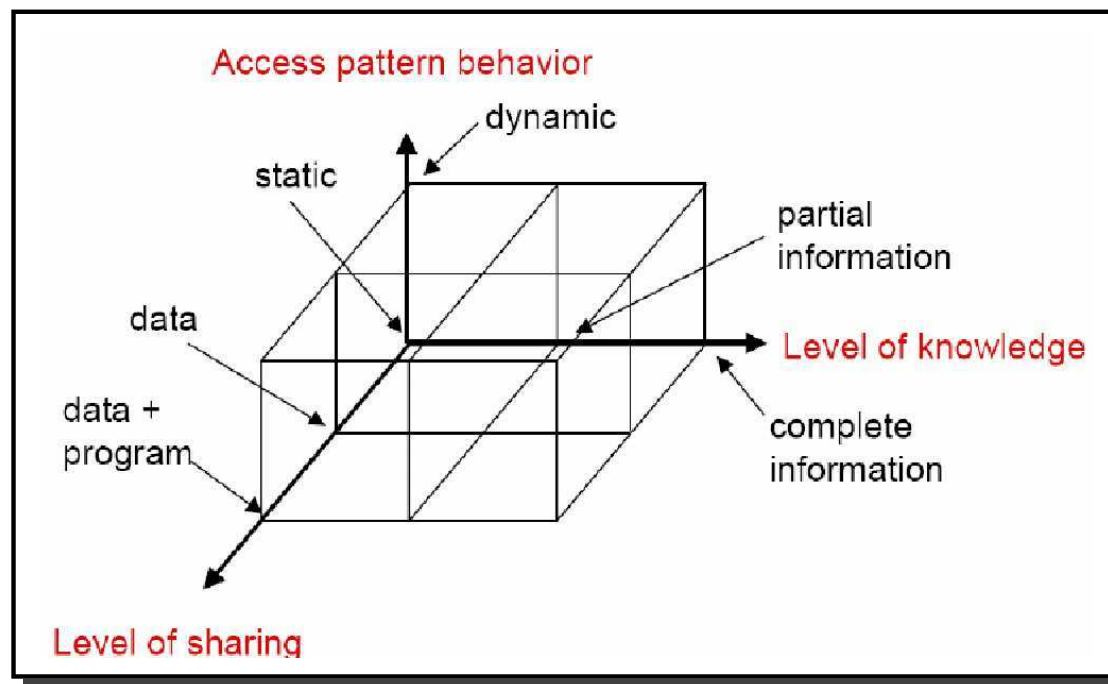 Access pattern behavior
dynamic
static
partial
information
data
Level of knowledge
data +
program
complete
information
Level of sharing